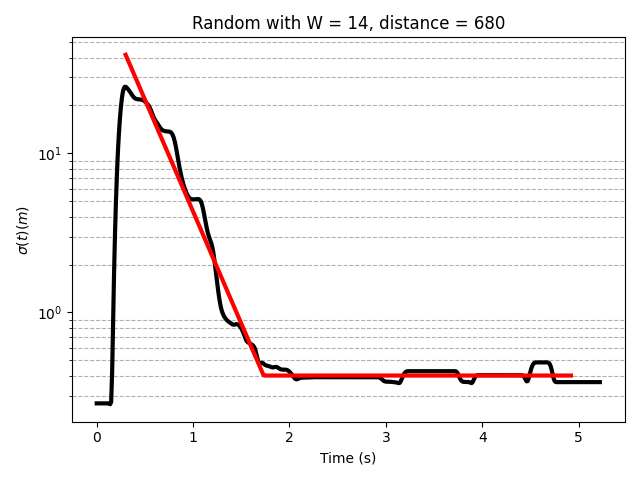 Random with W = 14, distance = 680
σ(t)(m)
10¹
10⁰
0 1 2 3 4 5
Time (s)